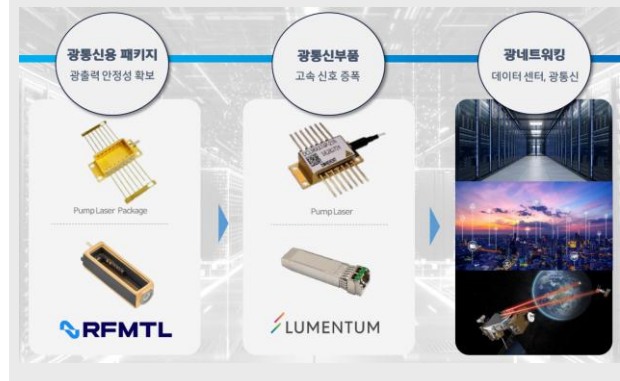 광통신용 패키지
광출력 안정성 확보
Pump Laser Package
RFMTL
광통신부품
고속 신호 증폭
Pump Laser
LUMENTUM
광네트워킹
데이터 센터, 광통신